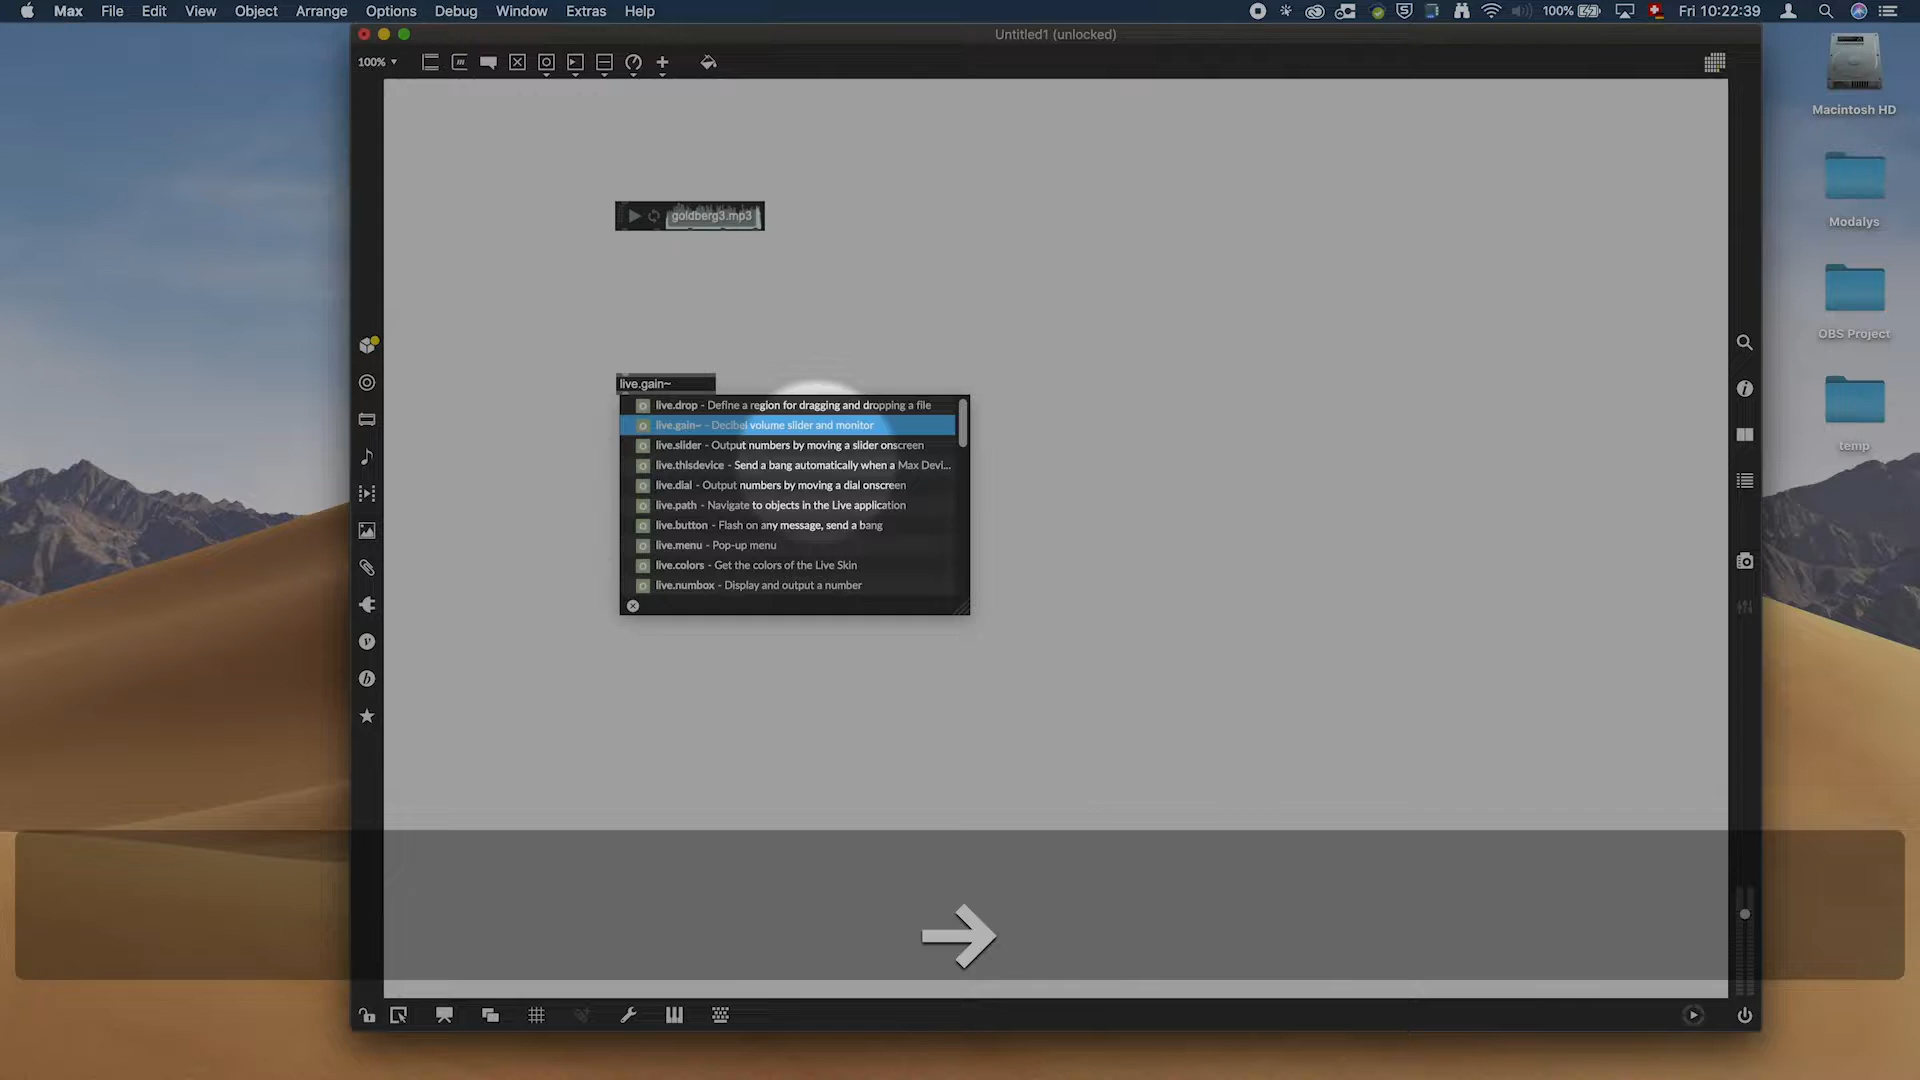 Max File Edit View Object Arrange Options Debug Window Extras Help
100% Fri 10:22:39
Untitled1 (unlocked)
100%
Macintosh HD
Modalys
OBS Project
temp
goldberg3.mp3
live.gain~
live.drop - Define a region for dragging and dropping a file
live.gain~ - Decibel volume slider and monitor
live.slider - Output numbers by moving a slider onscreen
live.thisdevice - Send a bang automatically when a Max Devi...
live.dial - Output numbers by moving a dial onscreen
live.path - Navigate to objects in the Live application
live.button - Flash on any message, send a bang
live.menu - Pop-up menu
live.colors - Get the colors of the Live Skin
live.numbox - Display and output a number